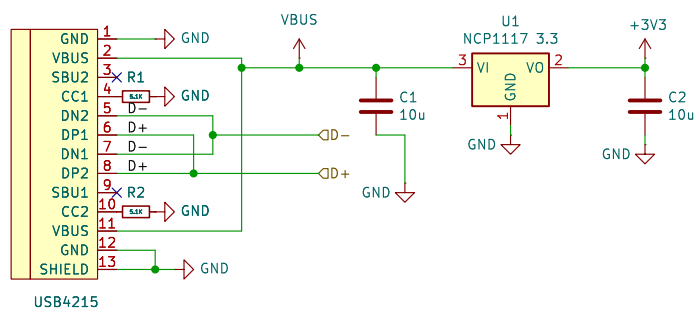 VBUS
U1
NCP1117 3.3
+3V3
GND 1 GND
VBUS 2
SBU2 3 R1
CC1 4 5.1K GND
DN2 5 D-
DP1 6 D+
DN1 7 D-
DP2 8 D+
SBU1 9 R2
CC2 10 5.1K GND
VBUS 11
GND 12
SHIELD 13 GND
USB4215
D-
D+
C1
10u
GND
3 VI VO 2
GND
1
GND
C2
10u
GND